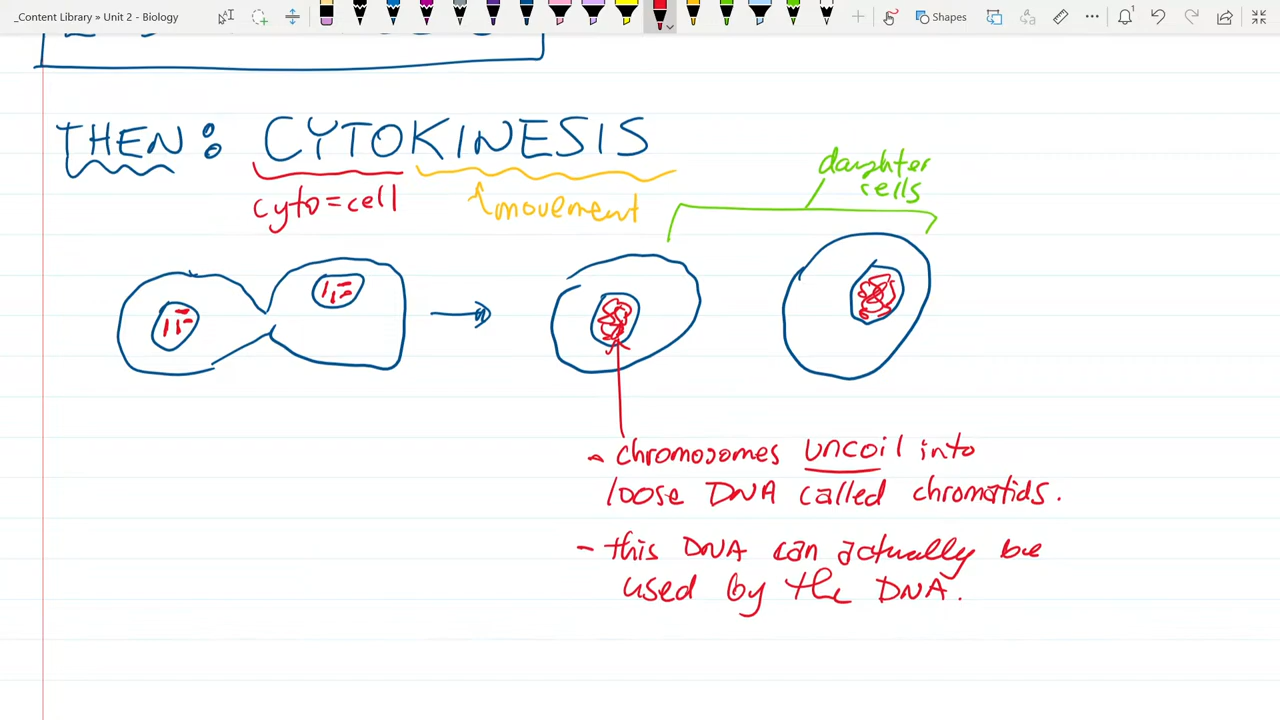 _Content Library » Unit 2 - Biology
Shapes
THEN: CYTOKINESIS
cyto=cell
movement
daughter
cells
chromosomes uncoil into
loose DNA called chromatids.
- this DNA can actually be
used by the DNA.